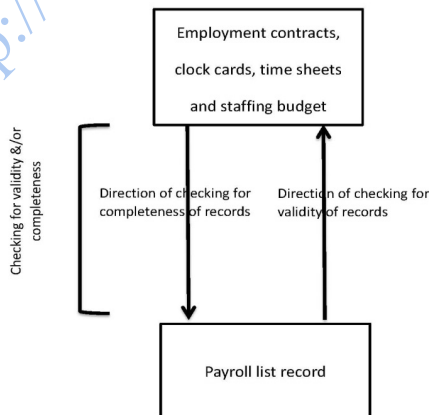 Employment contracts,
clock cards, time sheets
and staffing budget
Checking for validity &/or
completeness
Direction of checking for
completeness of records
Direction of checking for
validity of records
Payroll list record